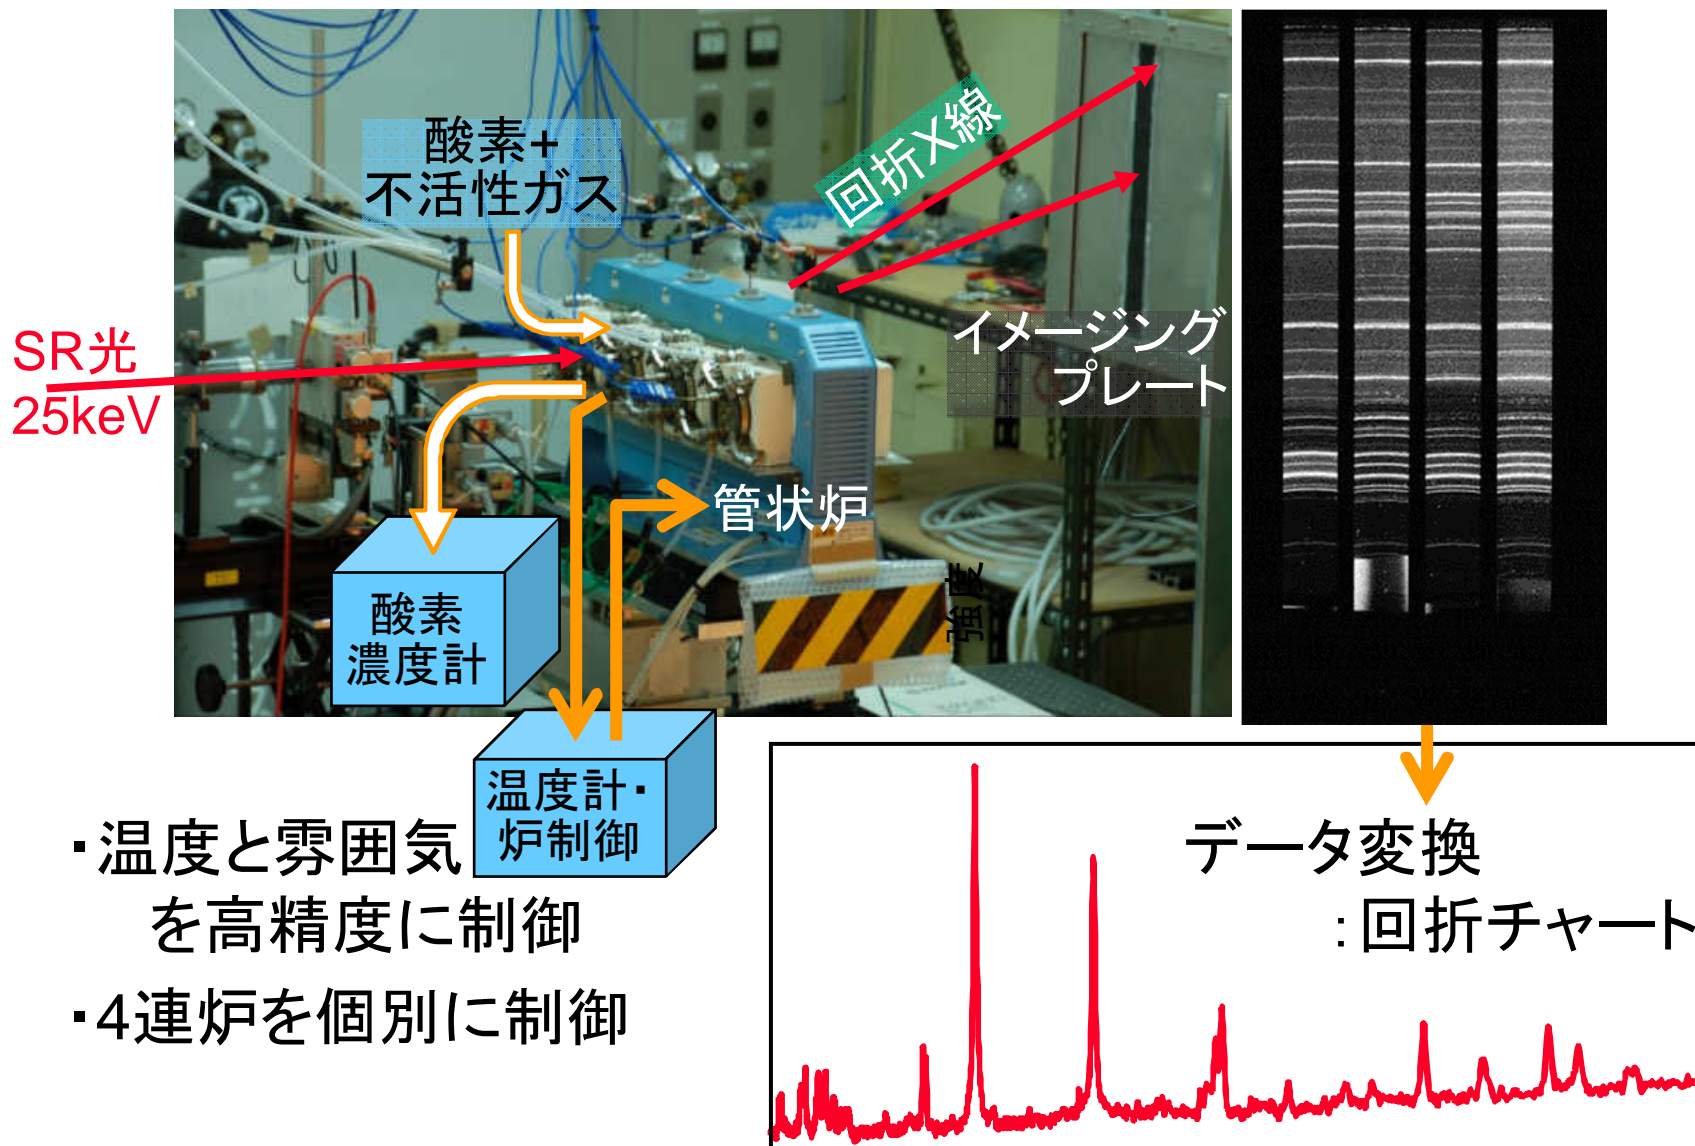 酸素+
不活性ガス
回折X線
SR光
25keV
イメージング
プレート
管状炉
酸素
濃度計
強度
温度計・
炉制御
・温度と雰囲気
を高精度に制御
・4連炉を個別に制御
データ変換
:回折チャート